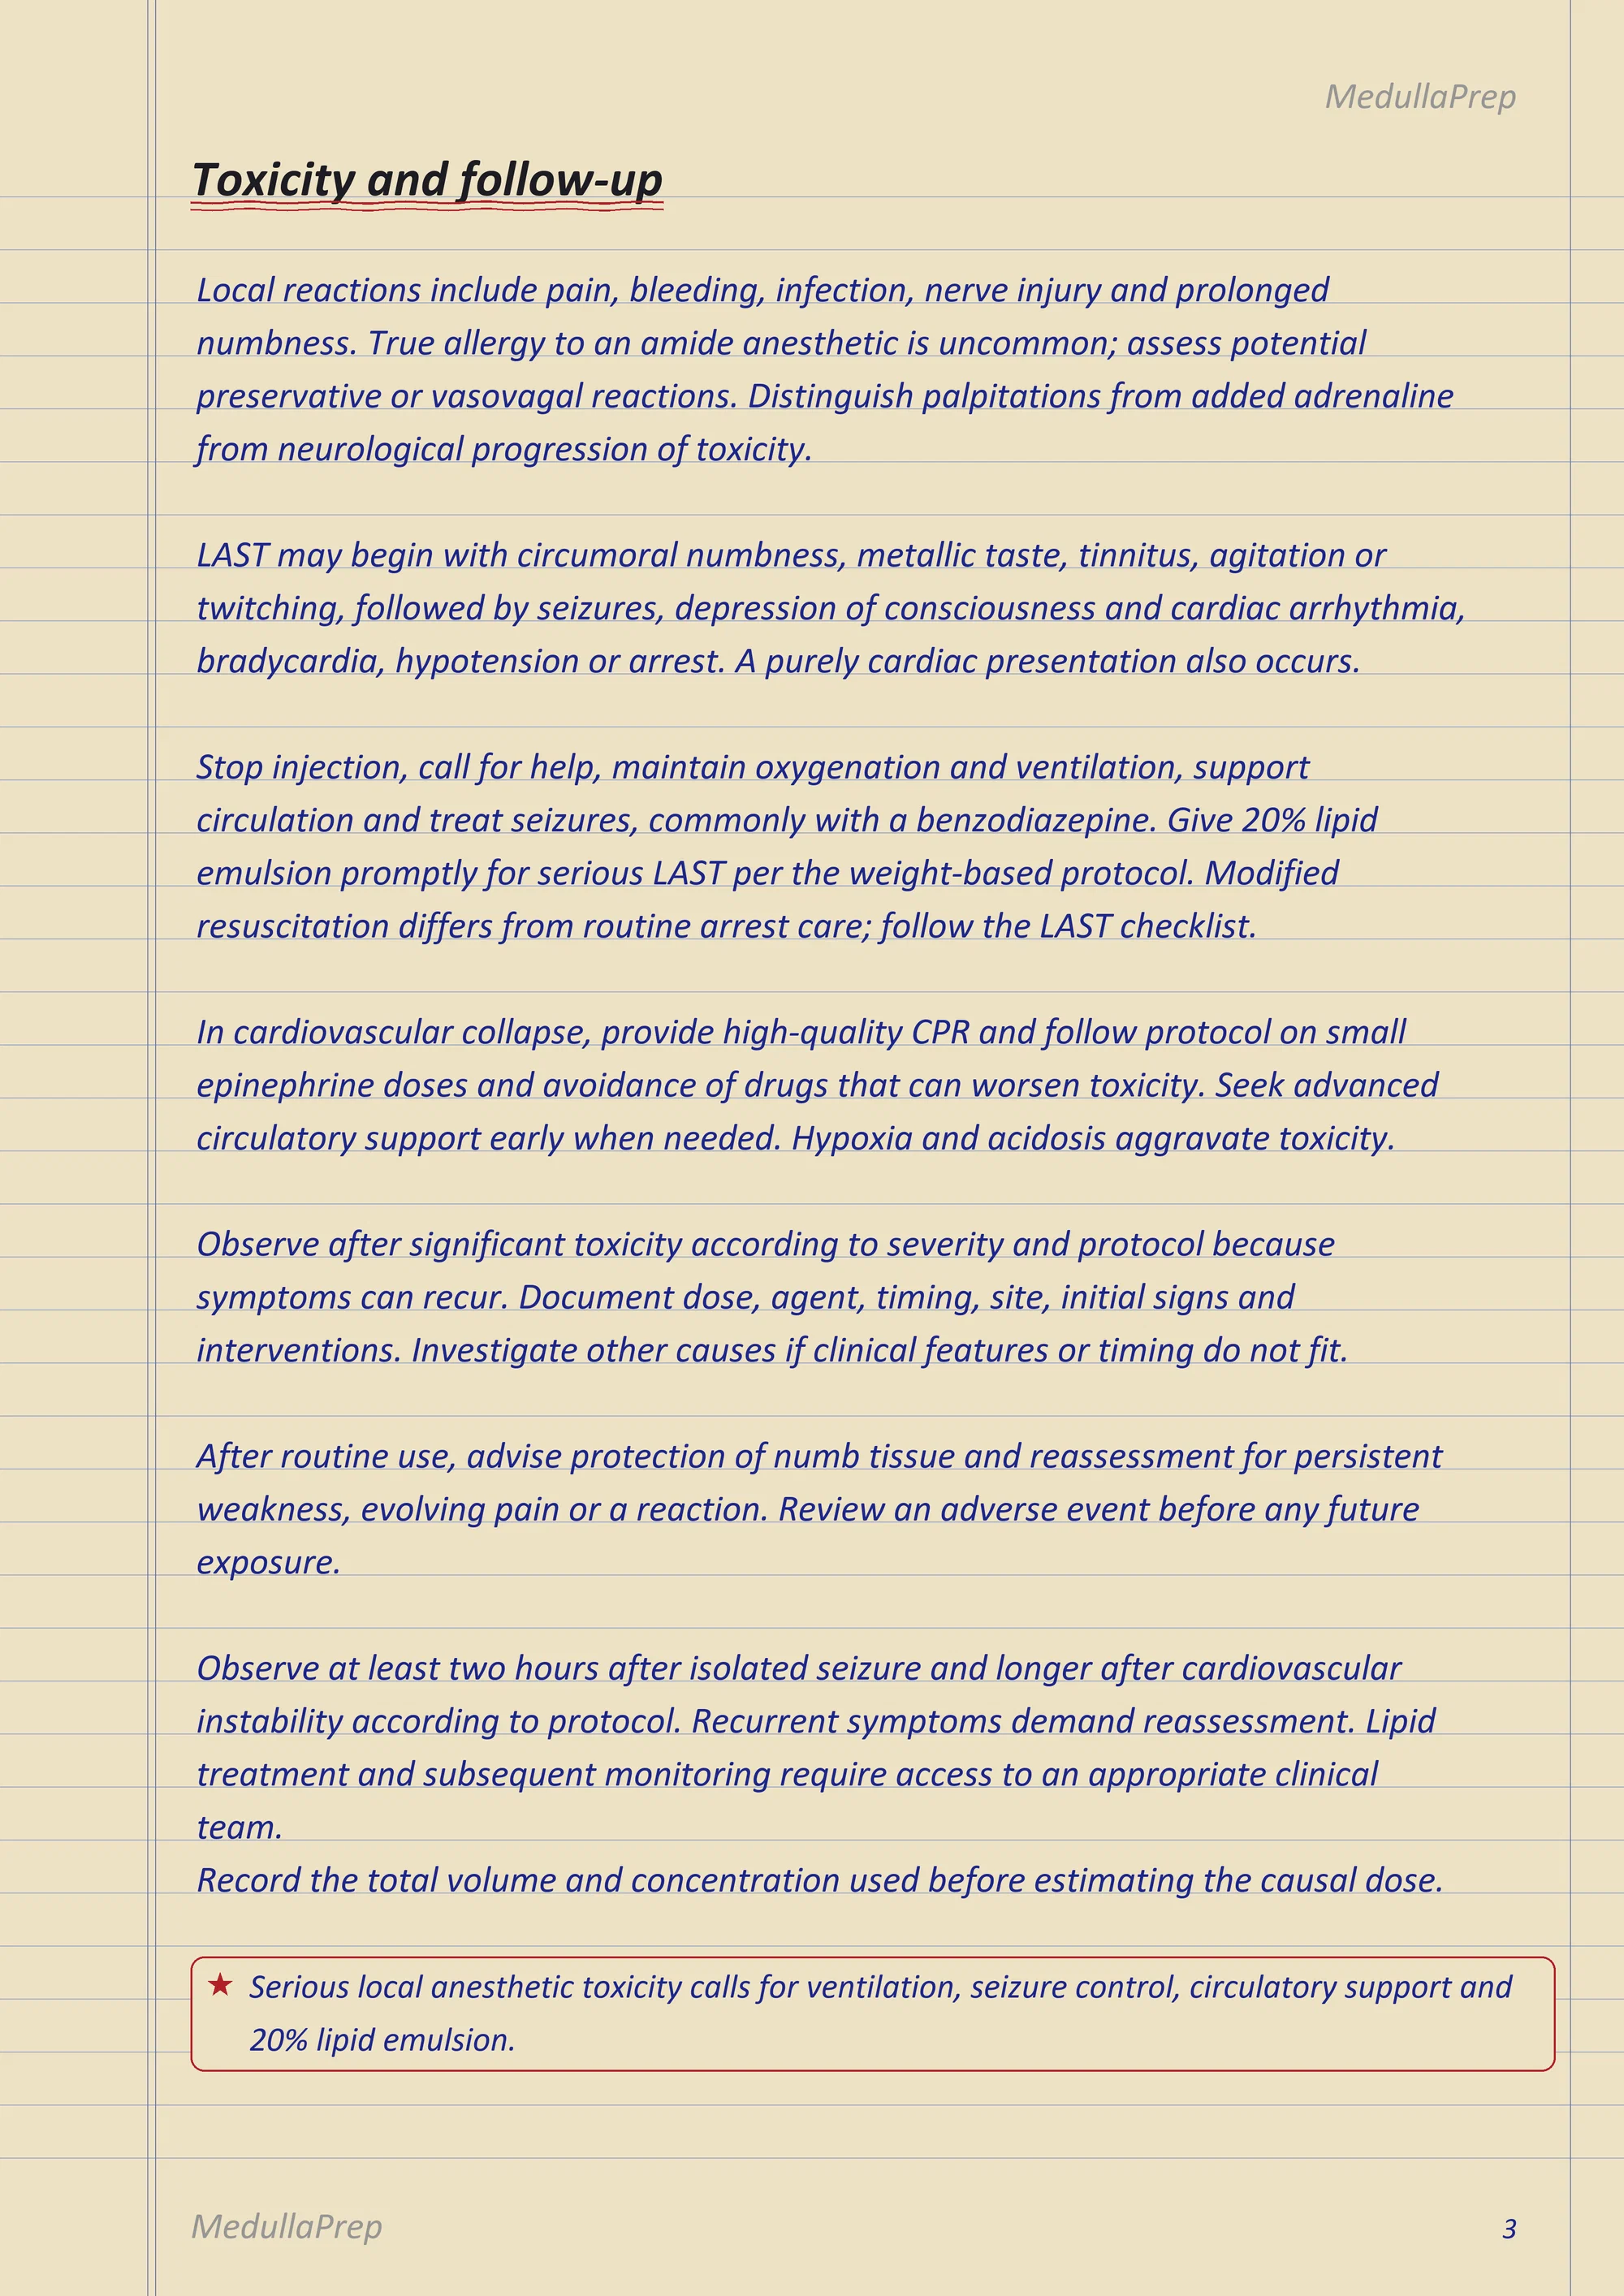 MedullaPrep
Toxicity and follow-up
Local reactions include pain, bleeding, infection, nerve injury and prolonged
numbness. True allergy to an amide anesthetic is uncommon; assess potential
preservative or vasovagal reactions. Distinguish palpitations from added adrenaline
from neurological progression of toxicity.
LAST may begin with circumoral numbness, metallic taste, tinnitus, agitation or
twitching, followed by seizures, depression of consciousness and cardiac arrhythmia,
bradycardia, hypotension or arrest. A purely cardiac presentation also occurs.
Stop injection, call for help, maintain oxygenation and ventilation, support
circulation and treat seizures, commonly with a benzodiazepine. Give 20% lipid
emulsion promptly for serious LAST per the weight-based protocol. Modified
resuscitation differs from routine arrest care; follow the LAST checklist.
In cardiovascular collapse, provide high-quality CPR and follow protocol on small
epinephrine doses and avoidance of drugs that can worsen toxicity. Seek advanced
circulatory support early when needed. Hypoxia and acidosis aggravate toxicity.
Observe after significant toxicity according to severity and protocol because
symptoms can recur. Document dose, agent, timing, site, initial signs and
interventions. Investigate other causes if clinical features or timing do not fit.
After routine use, advise protection of numb tissue and reassessment for persistent
weakness, evolving pain or a reaction. Review an adverse event before any future
exposure.
Observe at least two hours after isolated seizure and longer after cardiovascular
instability according to protocol. Recurrent symptoms demand reassessment. Lipid
treatment and subsequent monitoring require access to an appropriate clinical
team.
Record the total volume and concentration used before estimating the causal dose.
★ Serious local anesthetic toxicity calls for ventilation, seizure control, circulatory support and
20% lipid emulsion.
MedullaPrep
3